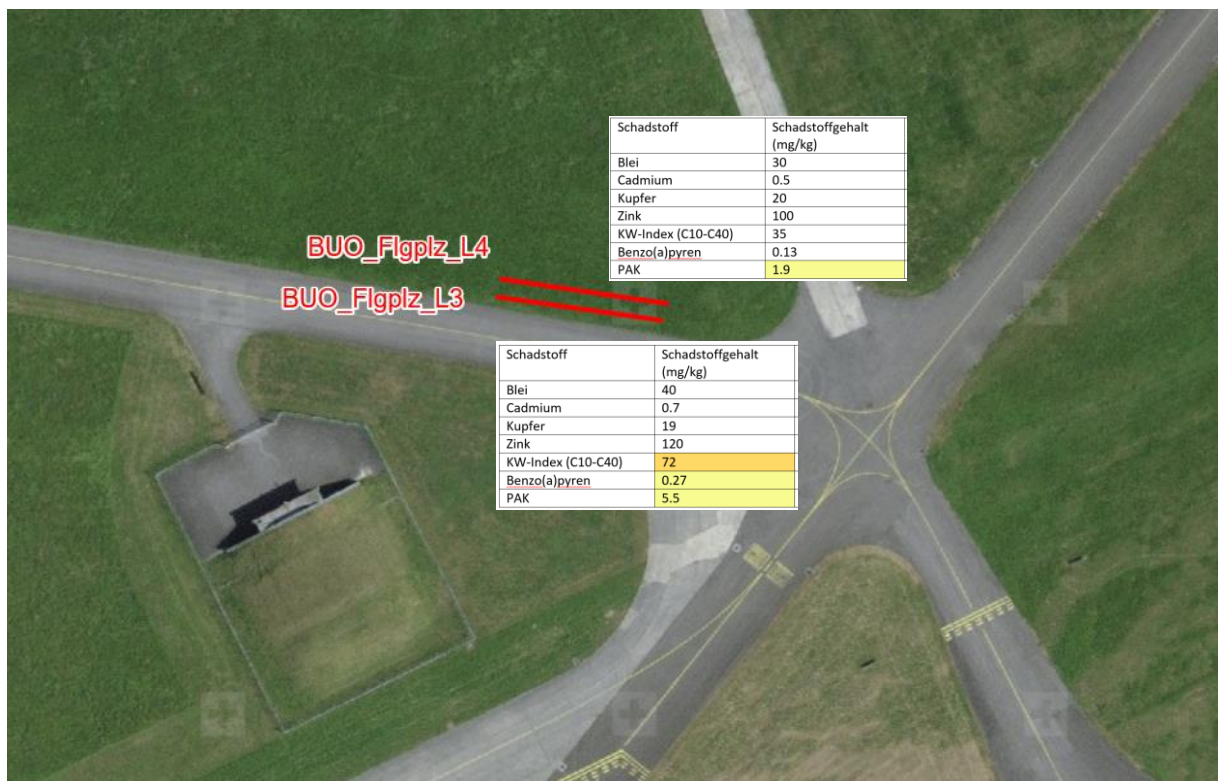 Schadstoff Schadstoffgehalt
(mg/kg)
Blei 30
Cadmium 0.5
Kupfer 20
Zink 100
KW-Index (C10-C40) 35
Benzo(a)pyren 0.13
PAK 1.9
BUO_Flgplz_L4
BUO_Flgplz_L3
Schadstoff Schadstoffgehalt
(mg/kg)
Blei 40
Cadmium 0.7
Kupfer 19
Zink 120
KW-Index (C10-C40) 72
Benzo(a)pyren 0.27
PAK 5.5